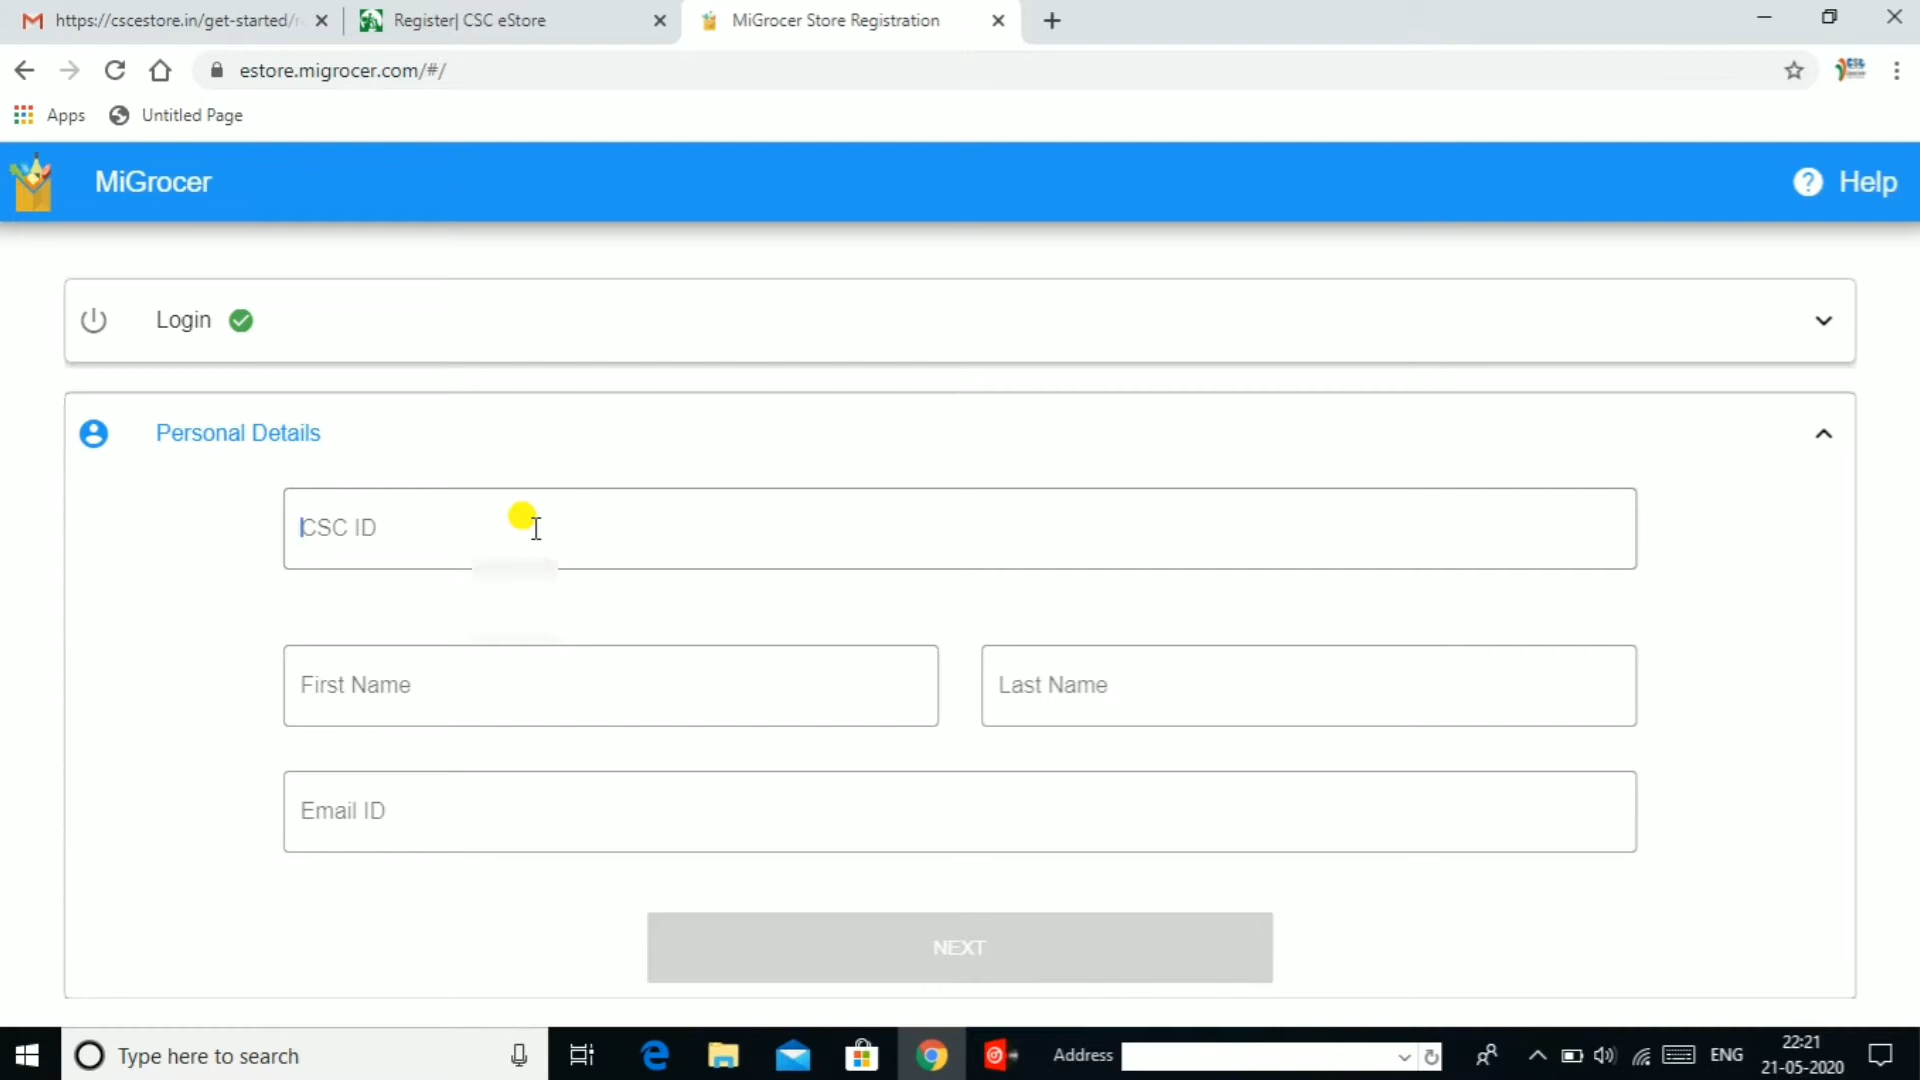 https://cscestore.in/get-started/
Register| CSC eStore
MiGrocer Store Registration
estore.migrocer.com/#/
Apps
Untitled Page
MiGrocer
Help
Login
Personal Details
CSC ID
First Name
Last Name
Email ID
NEXT
Type here to search
Address
ENG
22:21
21-05-2020